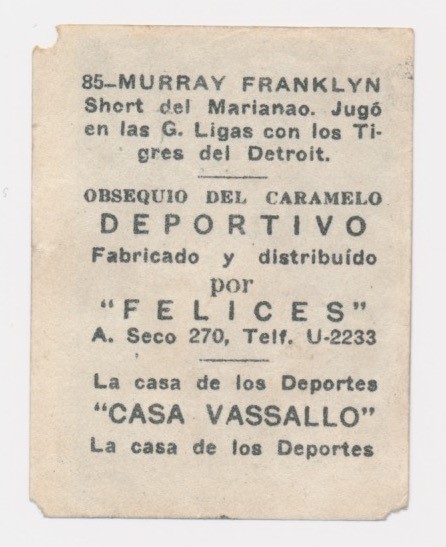 85-MURRAY FRANKLYN
Short del Marianao. Jugó
en las G. Ligas con los Ti-
gres del Detroit.
OBSEQUIO DEL CARAMELO
DEPORTIVO
Fabricado y distribuído
por
"FELICES"
A. Seco 270, Telf. U-2233
La casa de los Deportes
"CASA VASSALLO"
La casa de los Deportes